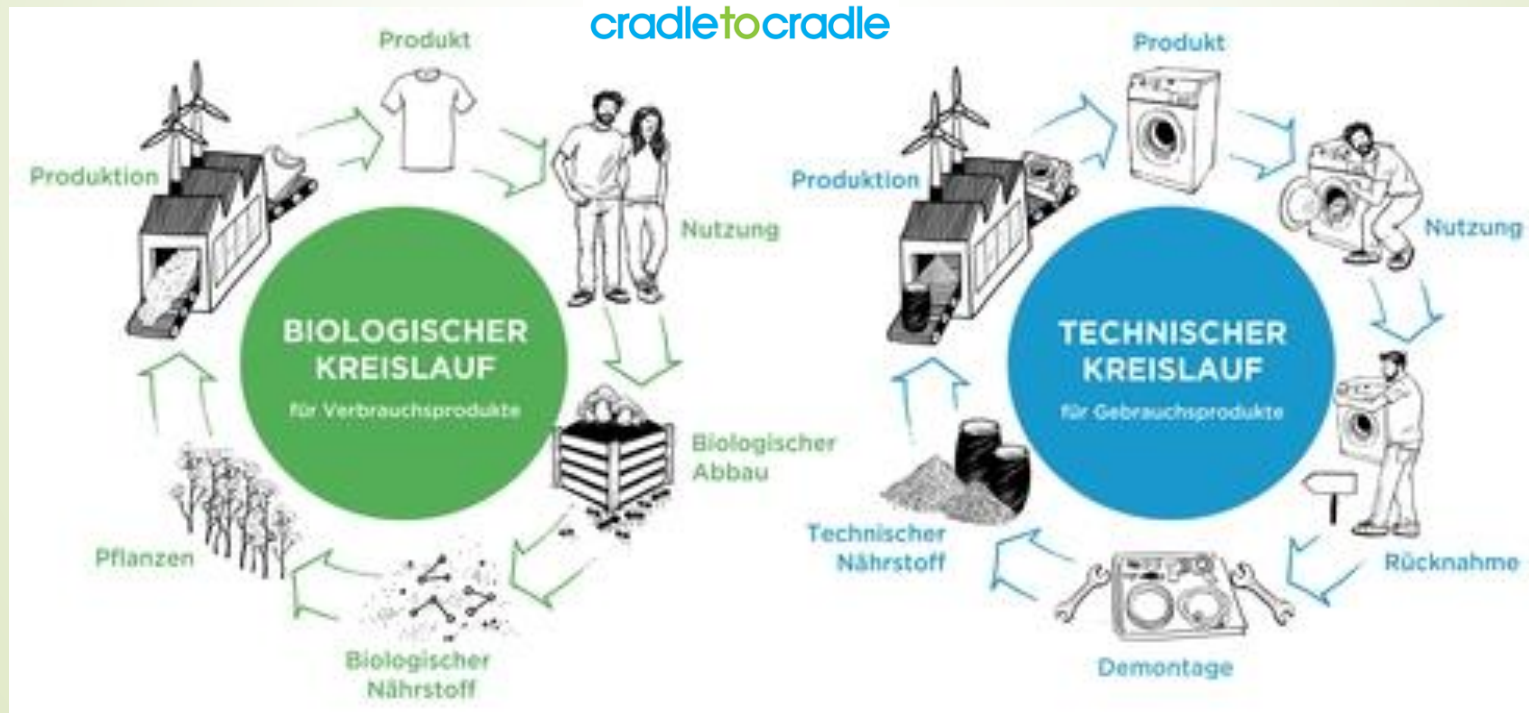 cradletocradle
Produkt
Produktion
Nutzung
BIOLOGISCHER
KREISLAUF
für Verbrauchsprodukte
Biologischer
Abbau
Pflanzen
Biologischer
Nährstoff
Produkt
Produktion
Nutzung
TECHNISCHER
KREISLAUF
für Gebrauchsprodukte
Technischer
Nährstoff
Rücknahme
Demontage